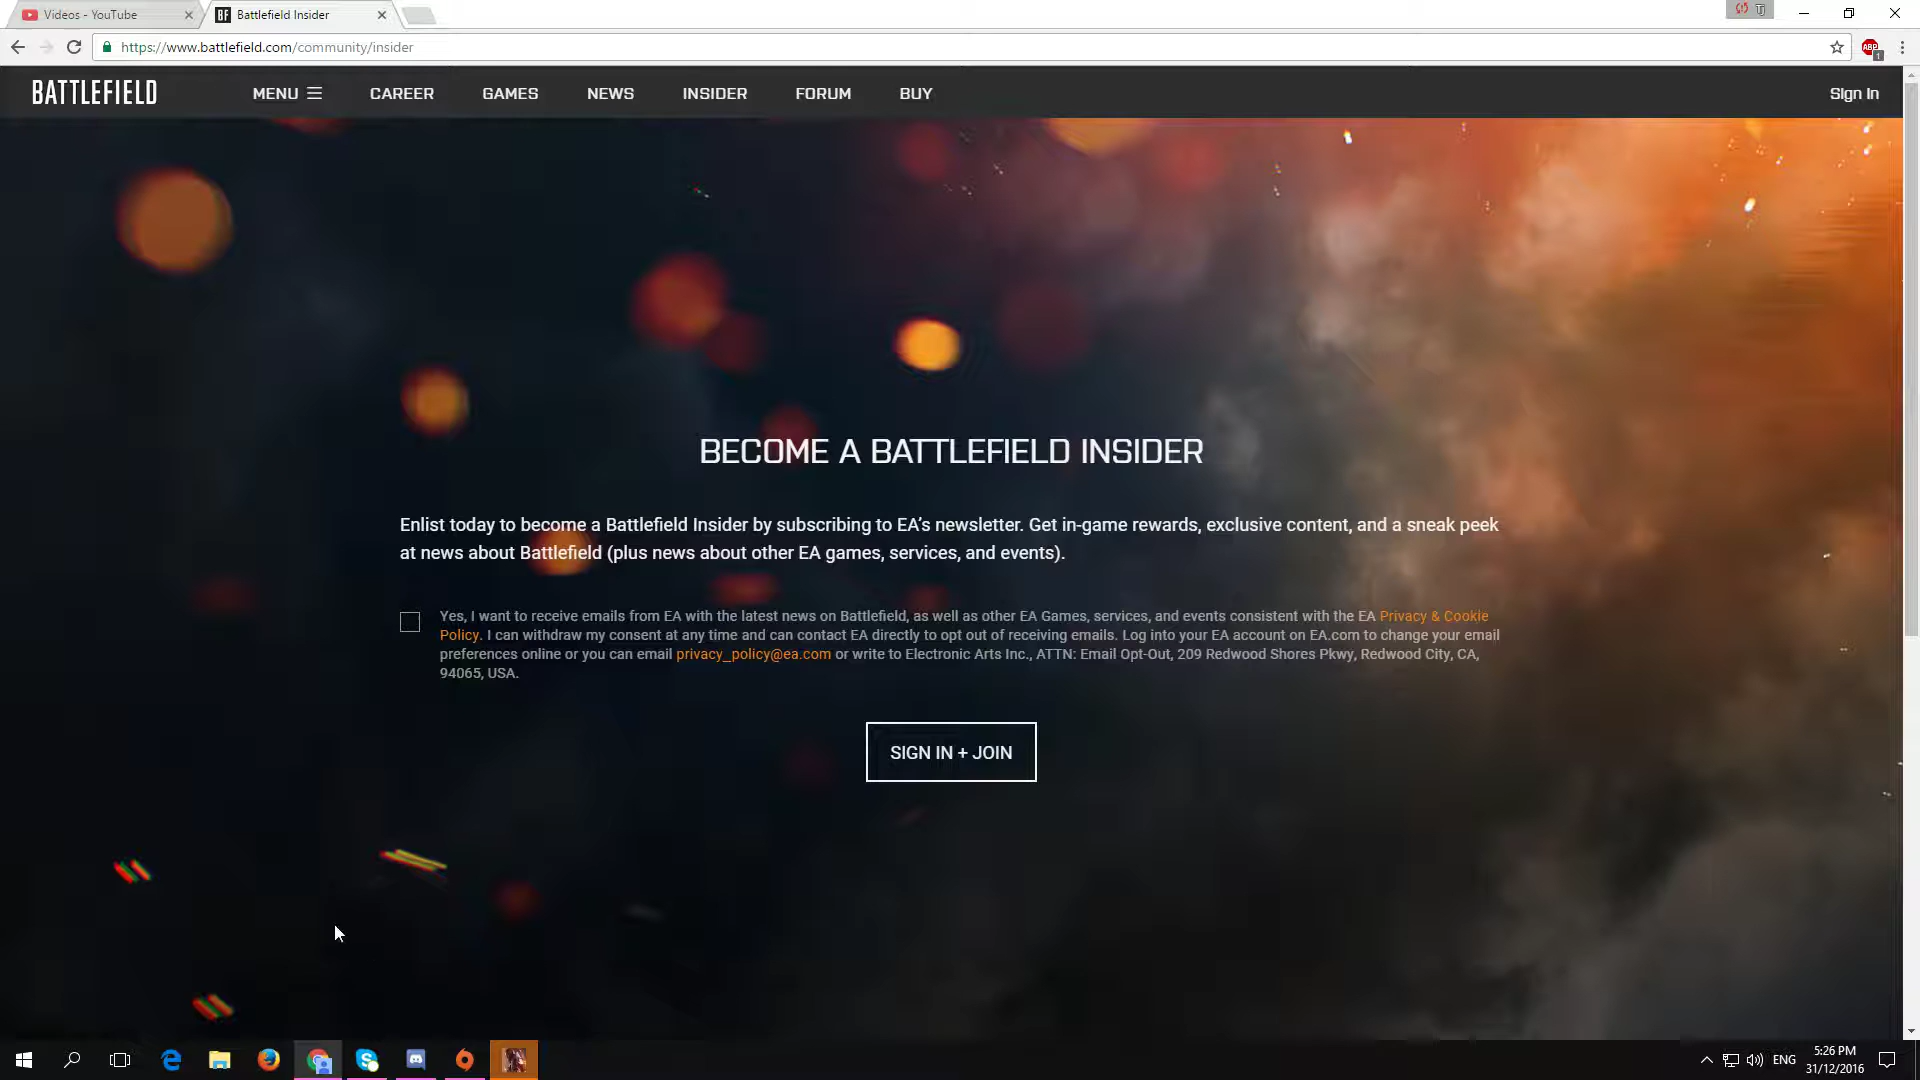 Videos - YouTube
BF Battlefield Insider
https://www.battlefield.com/community/insider
ABP
1
BATTLEFIELD
MENU
CAREER
GAMES
NEWS
INSIDER
FORUM
BUY
Sign In
BECOME A BATTLEFIELD INSIDER
Enlist today to become a Battlefield Insider by subscribing to EA’s newsletter. Get in-game rewards, exclusive content, and a sneak peek
at news about Battlefield (plus news about other EA games, services, and events).
Yes, I want to receive emails from EA with the latest news on Battlefield, as well as other EA Games, services, and events consistent with the EA Privacy & Cookie
Policy. I can withdraw my consent at any time and can contact EA directly to opt out of receiving emails. Log into your EA account on EA.com to change your email
preferences online or you can email privacy_policy@ea.com or write to Electronic Arts Inc., ATTN: Email Opt-Out, 209 Redwood Shores Pkwy, Redwood City, CA,
94065, USA.
SIGN IN + JOIN
ENG
5:26 PM
31/12/2016